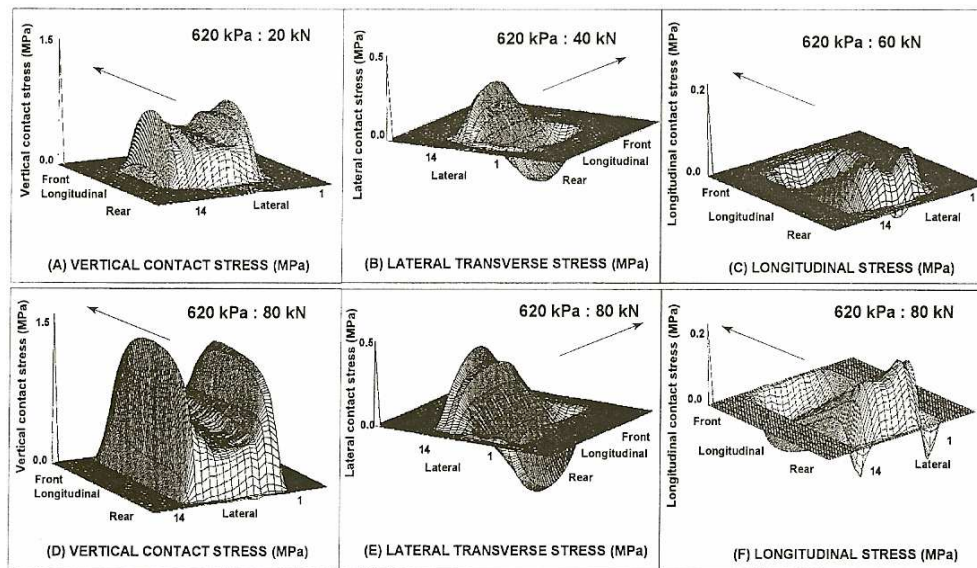 Vertical contact stress (MPa)
1.5
0.0
620 kPa : 20 kN
Front
Longitudinal
Rear
14
Lateral
1
(A) VERTICAL CONTACT STRESS (MPa)
Lateral contact stress (MPa)
0.5
0.0
620 kPa : 40 kN
14
1
Lateral
Front
Longitudinal
Rear
(B) LATERAL TRANSVERSE STRESS (MPa)
Longitudinal contact stress (MPa)
0.2
0.0
620 kPa : 60 kN
Front
Longitudinal
Rear
14
Lateral
1
(C) LONGITUDINAL STRESS (MPa)
Vertical contact stress (MPa)
1.5
0.0
620 kPa : 80 kN
Front
Longitudinal
Rear
14
Lateral
1
(D) VERTICAL CONTACT STRESS (MPa)
Lateral contact stress (MPa)
0.5
0.0
620 kPa : 80 kN
14
1
Lateral
Front
Longitudinal
Rear
(E) LATERAL TRANSVERSE STRESS (MPa)
Longitudinal contact stress (MPa)
0.2
0.0
620 kPa : 80 kN
Front
Longitudinal
Rear
14
1
Lateral
(F) LONGITUDINAL STRESS (MPa)